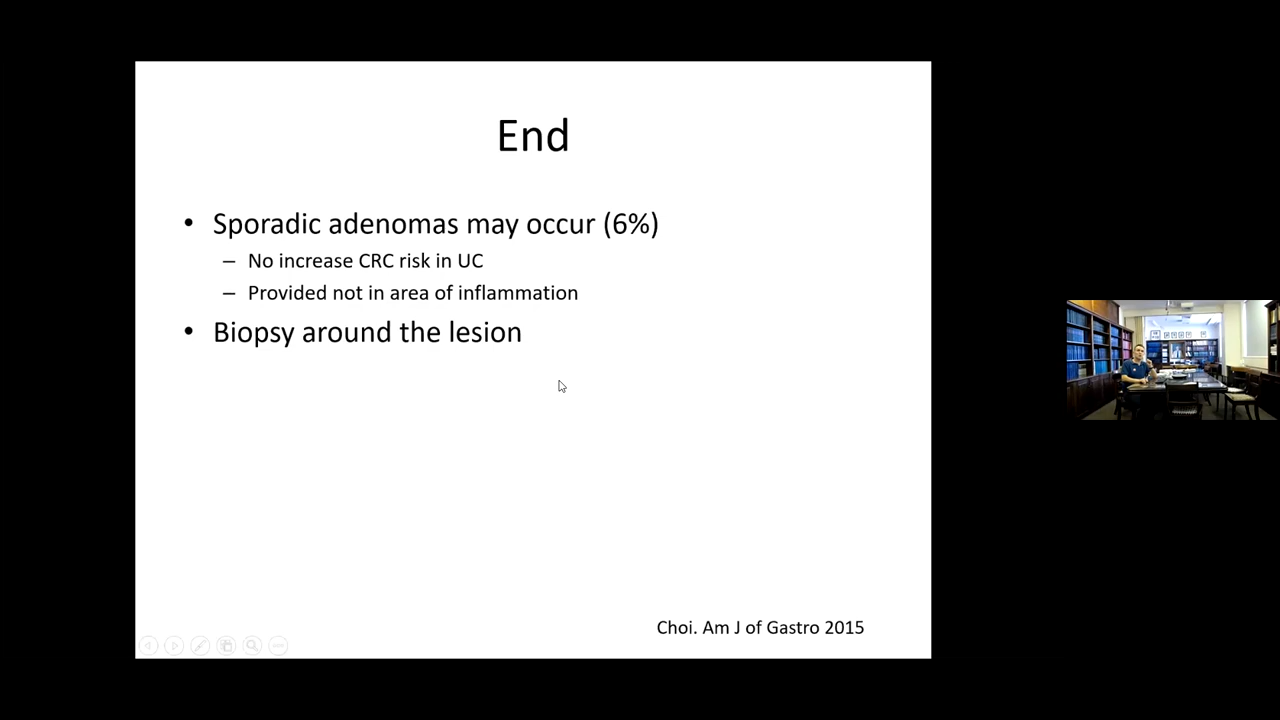 End
• Sporadic adenomas may occur (6%)
– No increase CRC risk in UC
– Provided not in area of inflammation
• Biopsy around the lesion
Choi. Am J of Gastro 2015